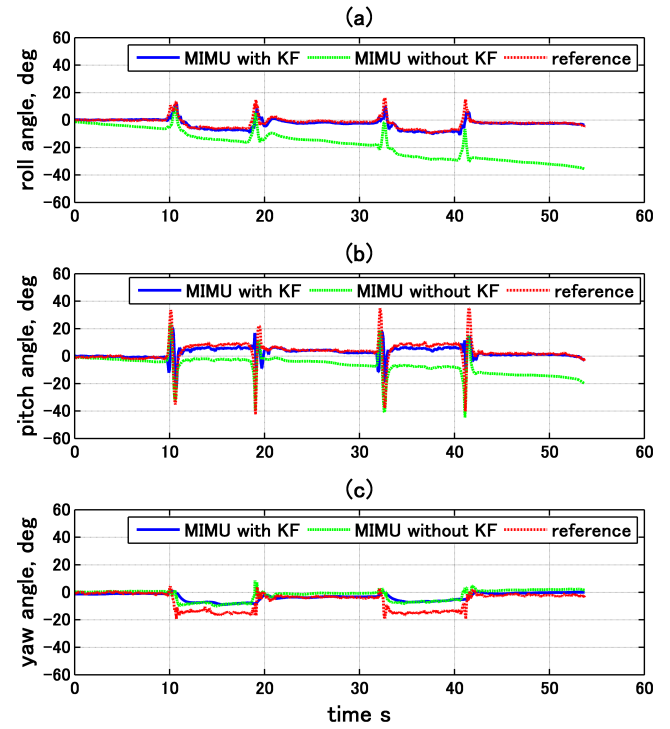 (a)
60
40
20
0
−20
−40
−60
roll angle, deg
MIMU with KF MIMU without KF reference
0 10 20 30 40 50 60
(b)
60
40
20
0
−20
−40
−60
pitch angle, deg
MIMU with KF MIMU without KF reference
0 10 20 30 40 50 60
(c)
60
40
20
0
−20
−40
−60
yaw angle, deg
MIMU with KF MIMU without KF reference
0 10 20 30 40 50 60
time s